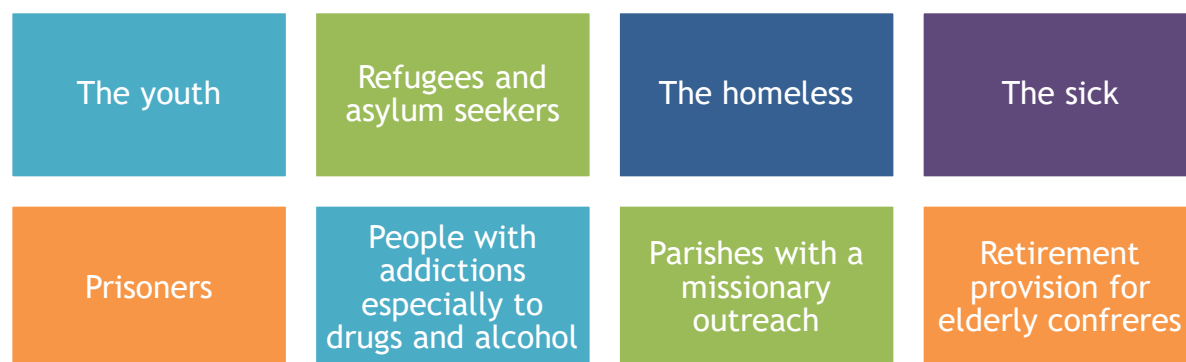 The youth
Refugees and
asylum seekers
The homeless
The sick
Prisoners
People with
addictions
especially to
drugs and alcohol
Parishes with a
missionary
outreach
Retirement
provision for
elderly confreres